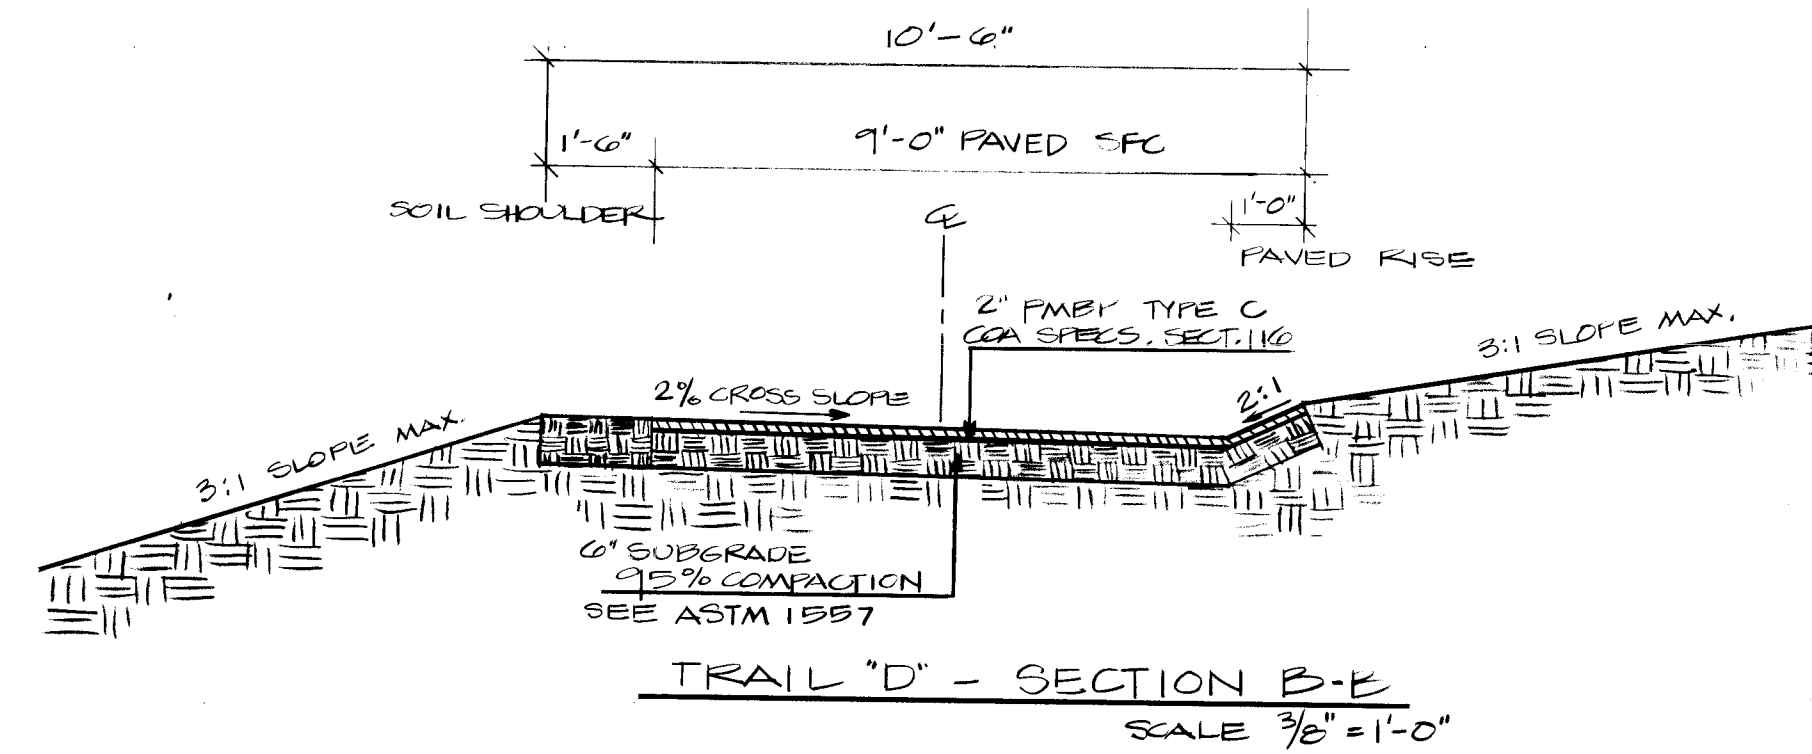 10'-6"
1'-6"
9'-0" PAVED SFC
SOIL SHOULDER
℄
1'-0"
PAVED RISE
2" PMBP TYPE C
COA SPECS. SECT. 116
3:1 SLOPE MAX.
2% CROSS SLOPE
2:1
3:1 SLOPE MAX.
6" SUBGRADE
95% COMPACTION
SEE ASTM 1557
TRAIL "D" - SECTION B-B
SCALE 3/8" = 1'-0"